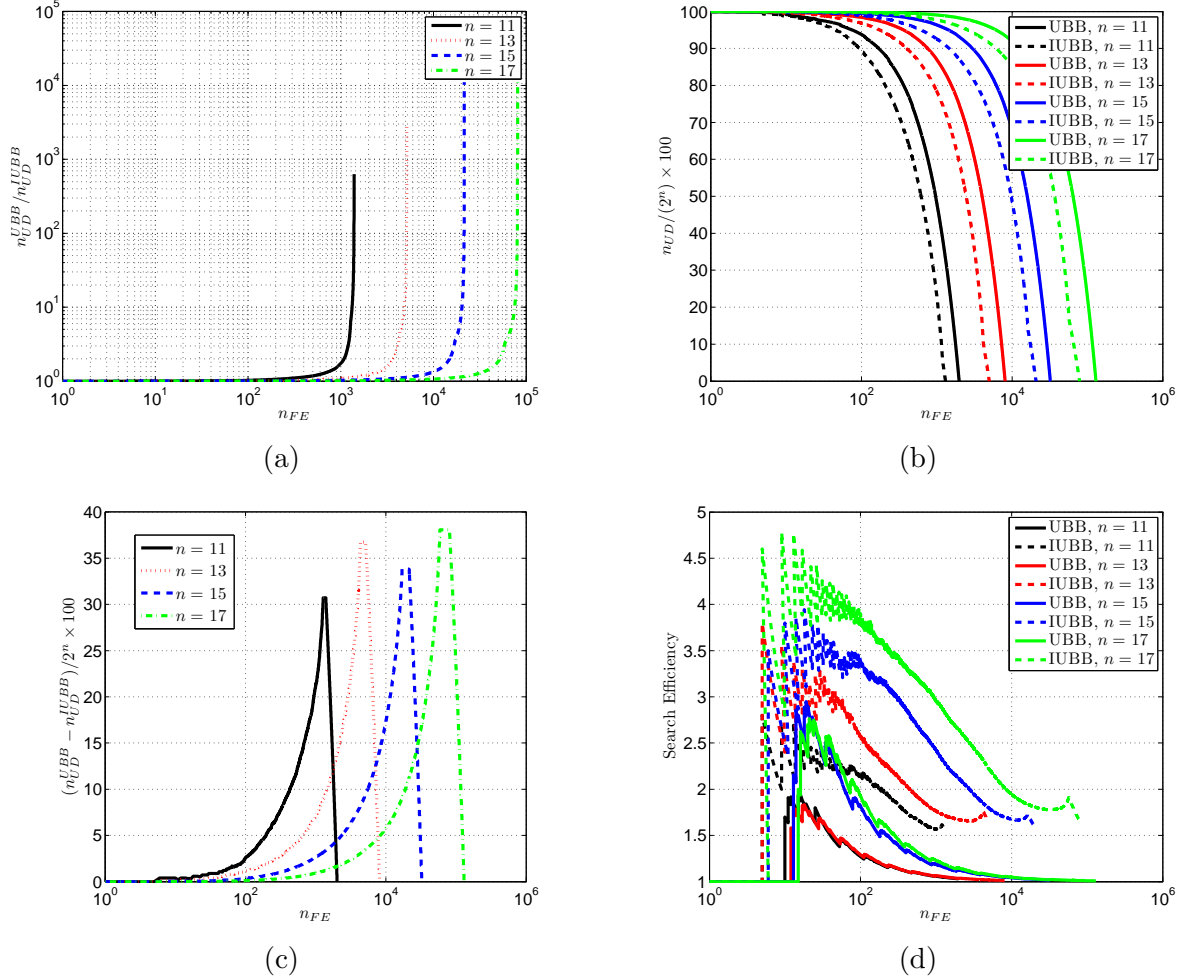 10^5
10^4
10^3
10^2
10^1
10^0
n_{UD}^{UBB}/n_{UD}^{IUBB}
n = 11
n = 13
n = 15
n = 17
10^0 10^1 10^2 10^3 10^4 10^5
n_{FE}
(a)
100
90
80
70
60
50
40
30
20
10
0
n_{UD}/(2^n) × 100
UBB, n = 11
IUBB, n = 11
UBB, n = 13
IUBB, n = 13
UBB, n = 15
IUBB, n = 15
UBB, n = 17
IUBB, n = 17
10^0 10^2 10^4 10^6
n_{FE}
(b)
40
35
30
25
20
15
10
5
0
(n_{UD}^{UBB} − n_{UD}^{IUBB})/2^n × 100
n = 11
n = 13
n = 15
n = 17
10^0 10^2 10^4 10^6
n_{FE}
(c)
5
4.5
4
3.5
3
2.5
2
1.5
1
Search Efficiency
UBB, n = 11
IUBB, n = 11
UBB, n = 13
IUBB, n = 13
UBB, n = 15
IUBB, n = 15
UBB, n = 17
IUBB, n = 17
10^0 10^2 10^4 10^6
n_{FE}
(d)